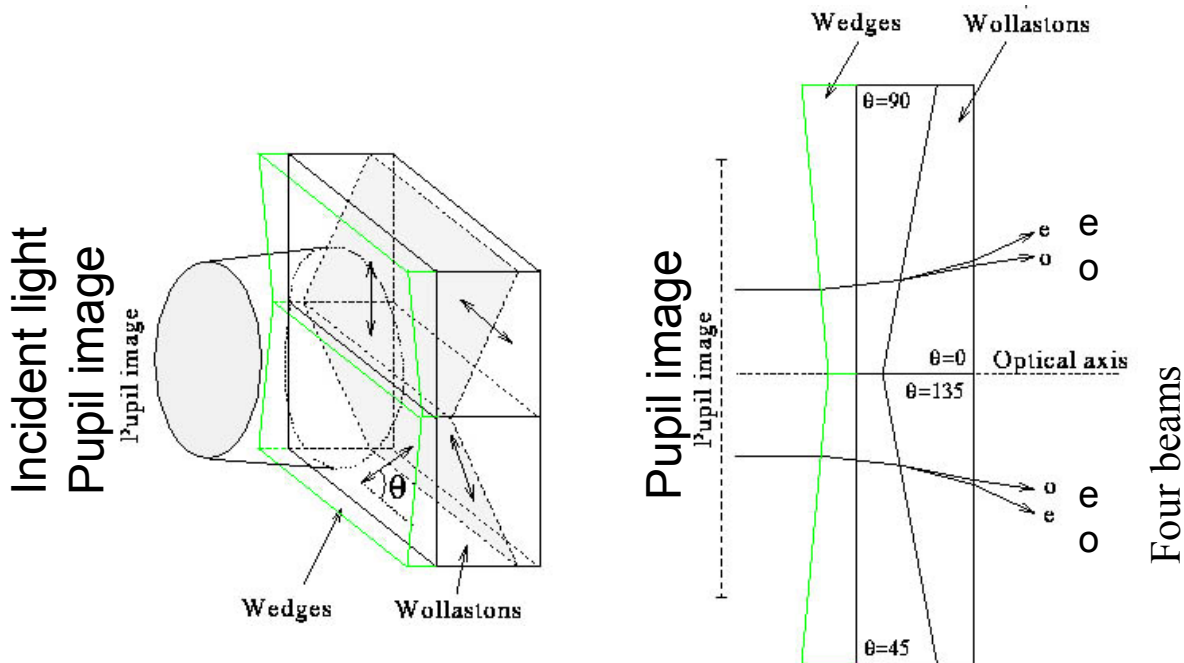 Incident light
Pupil image
Pupil image
θ
Wedges
Wollastons
Wedges
Wollastons
θ=90
Pupil image
Pupil image
e
o
e
o
θ=0
Optical axis
θ=135
o
e
e
o
θ=45
Four beams